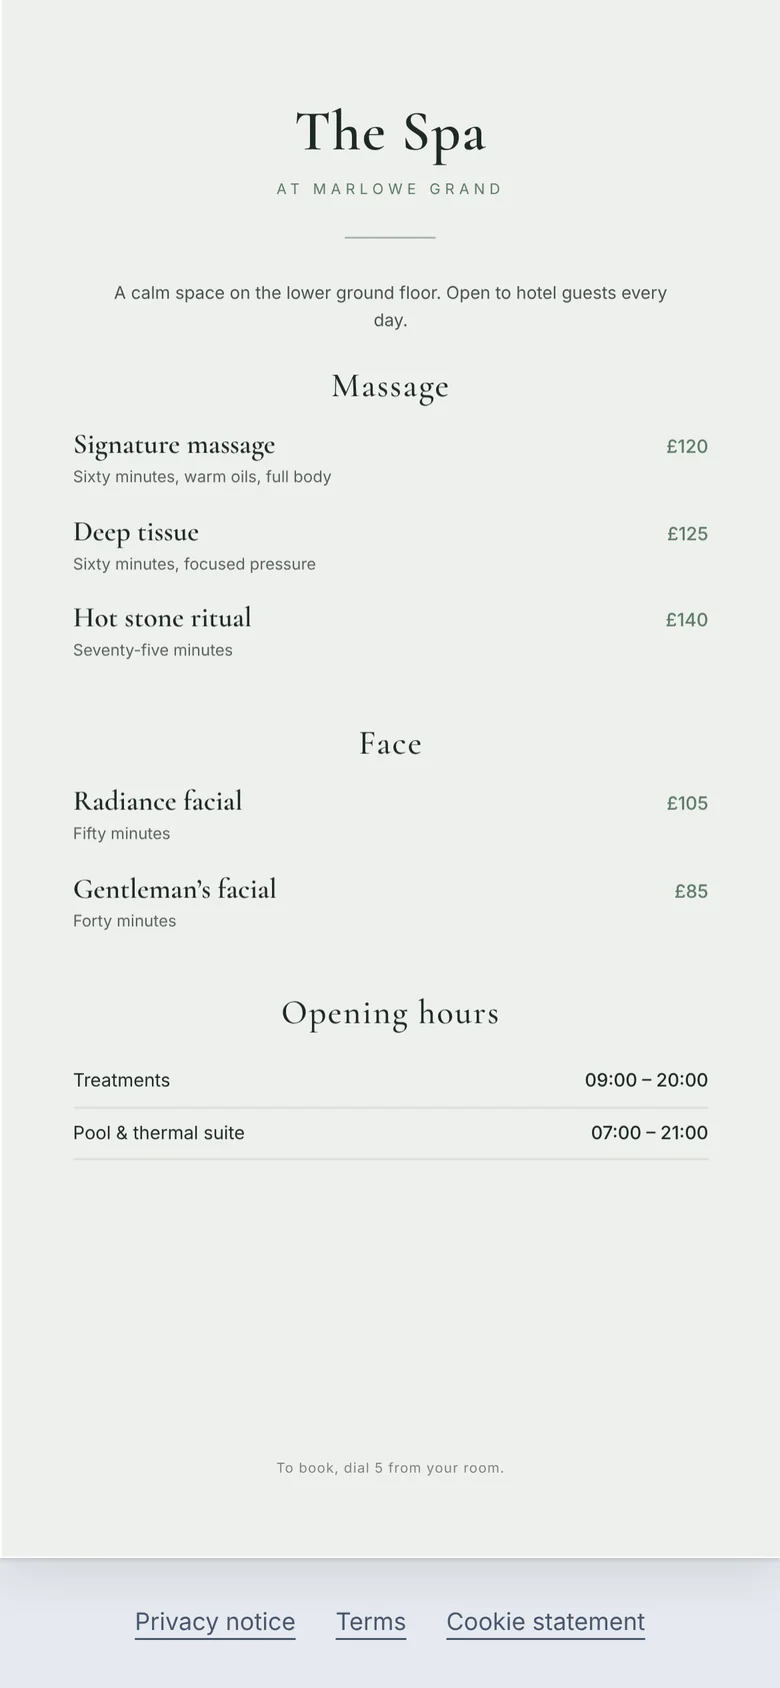 The Spa
AT MARLOWE GRAND
A calm space on the lower ground floor. Open to hotel guests every
day.
Massage
Signature massage £120
Sixty minutes, warm oils, full body
Deep tissue £125
Sixty minutes, focused pressure
Hot stone ritual £140
Seventy-five minutes
Face
Radiance facial £105
Fifty minutes
Gentleman’s facial £85
Forty minutes
Opening hours
Treatments 09:00 – 20:00
Pool & thermal suite 07:00 – 21:00
To book, dial 5 from your room.
Privacy notice Terms Cookie statement